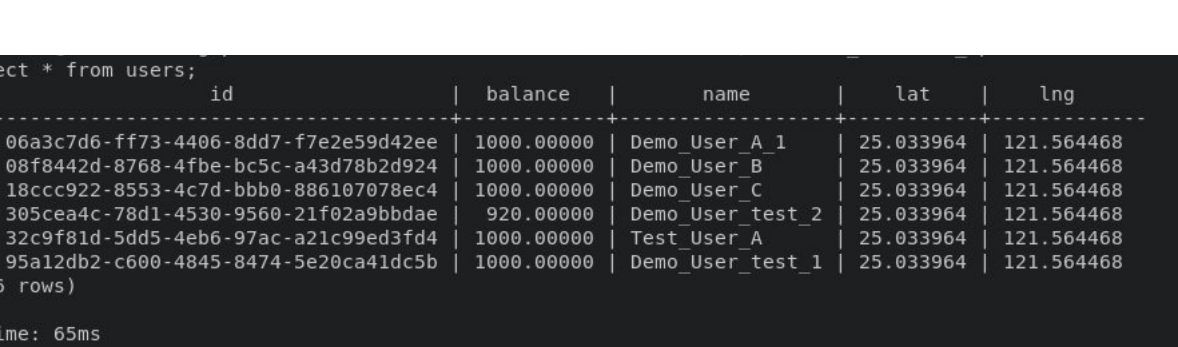 ect * from users;
id | balance | name | lat | lng
---------------------------------------+------------+-------------------+-----------+-------------
06a3c7d6-ff73-4406-8dd7-f7e2e59d42ee | 1000.00000 | Demo_User_A_1 | 25.033964 | 121.564468
08f8442d-8768-4fbe-bc5c-a43d78b2d924 | 1000.00000 | Demo_User_B | 25.033964 | 121.564468
18ccc922-8553-4c7d-bbb0-886107078ec4 | 1000.00000 | Demo_User_C | 25.033964 | 121.564468
305cea4c-78d1-4530-9560-21f02a9bbdae | 920.00000 | Demo_User_test_2 | 25.033964 | 121.564468
32c9f81d-5dd5-4eb6-97ac-a21c99ed3fd4 | 1000.00000 | Test_User_A | 25.033964 | 121.564468
95a12db2-c600-4845-8474-5e20ca41dc5b | 1000.00000 | Demo_User_test_1 | 25.033964 | 121.564468
rows)
ime: 65ms